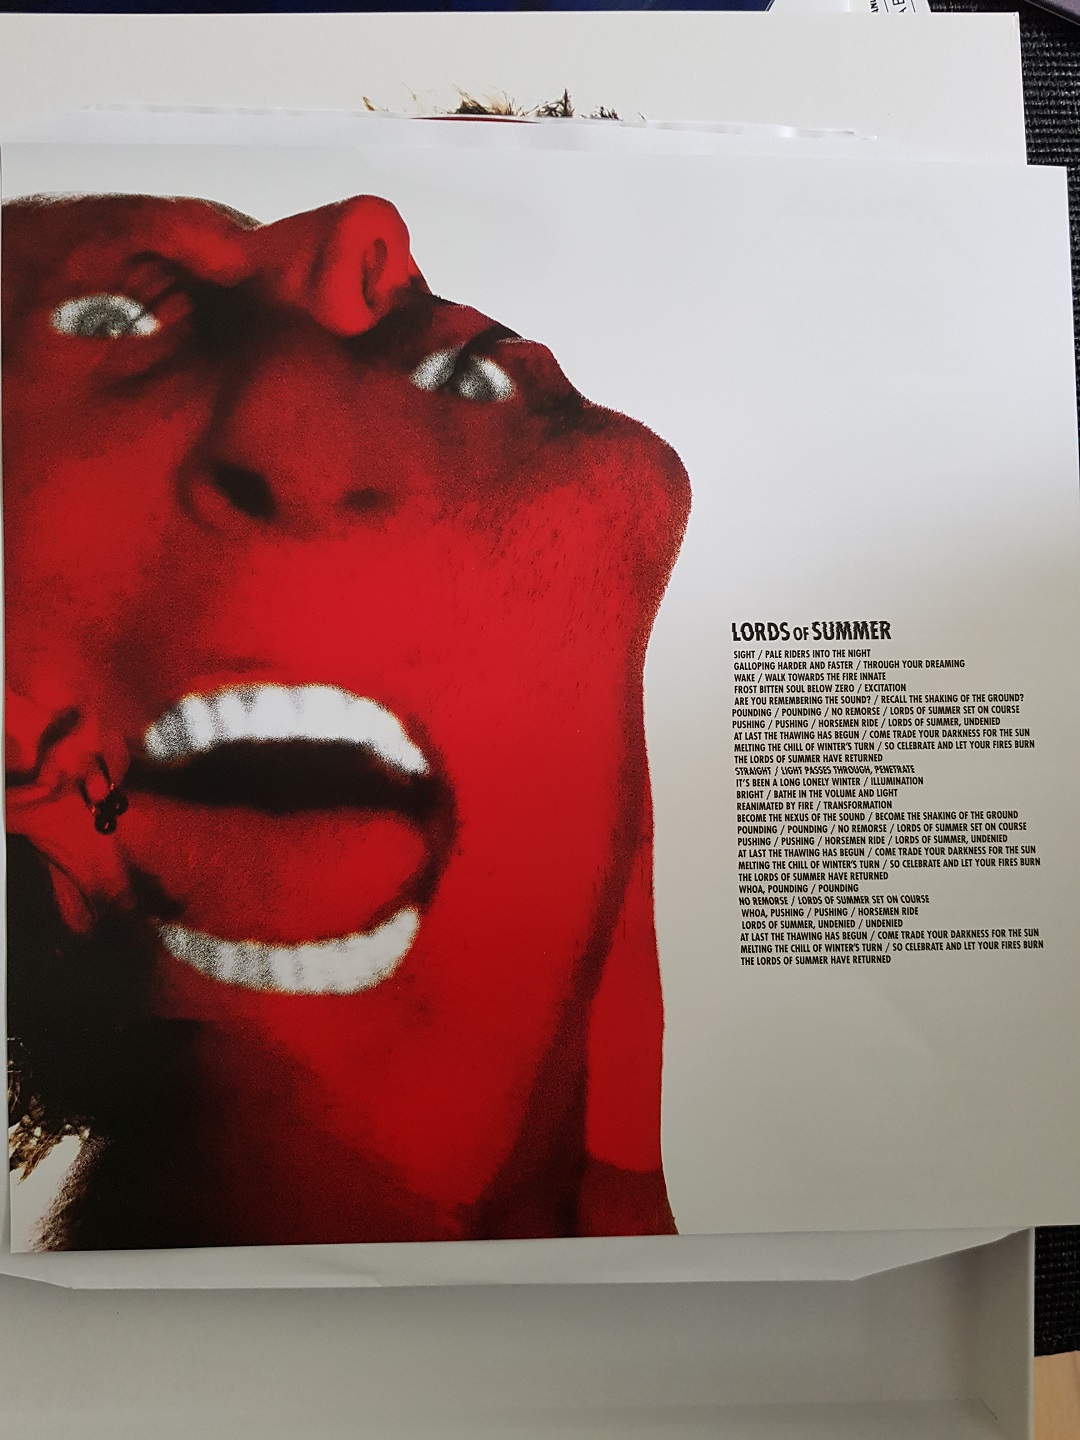 LORDS OF SUMMER
SIGHT / PALE RIDERS INTO THE NIGHT
GALLOPING HARDER AND FASTER / THROUGH YOUR DREAMING
WAKE / WALK TOWARDS THE FIRE INNATE
FROST BITTEN SOUL BELOW ZERO / EXCITATION
ARE YOU REMEMBERING THE SOUND? / RECALL THE SHAKING OF THE GROUND?
POUNDING / POUNDING / NO REMORSE / LORDS OF SUMMER SET ON COURSE
PUSHING / PUSHING / HORSEMEN RIDE / LORDS OF SUMMER, UNDENIED
AT LAST THE THAWING HAS BEGUN / COME TRADE YOUR DARKNESS FOR THE SUN
MELTING THE CHILL OF WINTER'S TURN / SO CELEBRATE AND LET YOUR FIRES BURN
THE LORDS OF SUMMER HAVE RETURNED
STRAIGHT / LIGHT PASSES THROUGH, PENETRATE
IT'S BEEN A LONG LONELY WINTER / ILLUMINATION
BRIGHT / BATHE IN THE VOLUME AND LIGHT
REANIMATED BY FIRE / TRANSFORMATION
BECOME THE NEXUS OF THE SOUND / BECOME THE SHAKING OF THE GROUND
POUNDING / POUNDING / NO REMORSE / LORDS OF SUMMER SET ON COURSE
PUSHING / PUSHING / HORSEMEN RIDE / LORDS OF SUMMER, UNDENIED
AT LAST THE THAWING HAS BEGUN / COME TRADE YOUR DARKNESS FOR THE SUN
MELTING THE CHILL OF WINTER'S TURN / SO CELEBRATE AND LET YOUR FIRES BURN
THE LORDS OF SUMMER HAVE RETURNED
WHOA, POUNDING / POUNDING
NO REMORSE / LORDS OF SUMMER SET ON COURSE
WHOA, PUSHING / PUSHING / HORSEMEN RIDE
LORDS OF SUMMER, UNDENIED / UNDENIED
AT LAST THE THAWING HAS BEGUN / COME TRADE YOUR DARKNESS FOR THE SUN
MELTING THE CHILL OF WINTER'S TURN / SO CELEBRATE AND LET YOUR FIRES BURN
THE LORDS OF SUMMER HAVE RETURNED